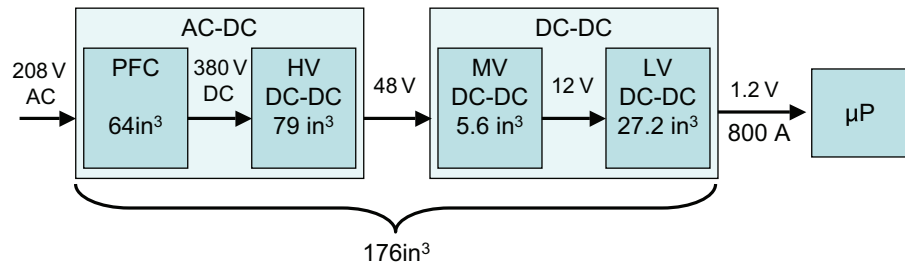 AC-DC
DC-DC
208 V
AC
PFC
64in³
380 V
DC
HV
DC-DC
79 in³
48 V
MV
DC-DC
5.6 in³
12 V
LV
DC-DC
27.2 in³
1.2 V
800 A
µP
176in³